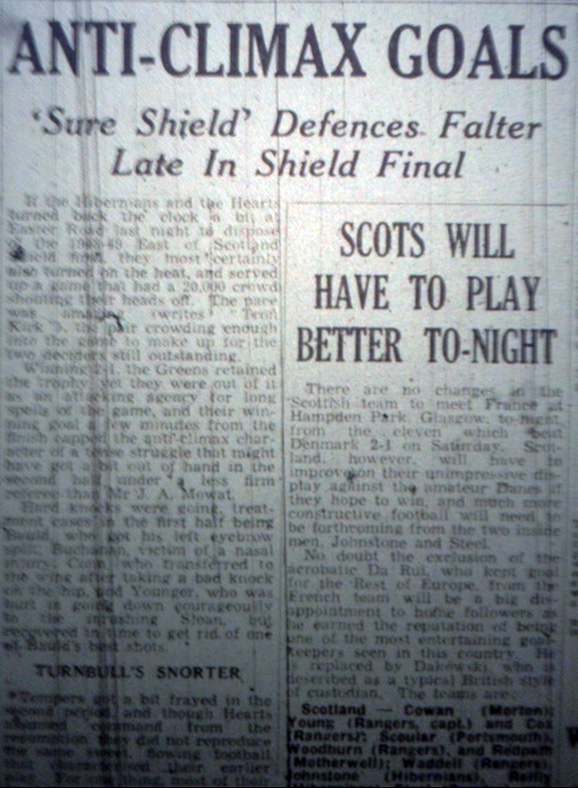 ANTI-CLIMAX GOALS
'Sure Shield' Defences Falter
Late In Shield Final
If the Hibernians and the Hearts
turned back the clock a bit at
Easter Road last night to dispose
of the 1948-49 East of Scotland
Shield final, they most certainly
also turned on the heat, and served
up a game that had a 20,000 crowd
shouting their heads off. The pace
was amazing (writes "Free
Kick"), the pair crowding enough
into the game to make up for the
two deciders still outstanding.
Winning 2-1, the Greens retained
the trophy yet they were out of it
as an attacking agency for long
spells of the game, and their win-
ning goal a few minutes from the
finish capped the anti-climax char-
acter of a tense struggle that might
have got a bit out of hand in the
second half under a less firm
referee than Mr J. A. Mowat.
Hard knocks were going, treat-
ment cases in the first half being
Bauld, who got his left eyebrow
split; Buchanan, victim of a nasal
injury; Combe who transferred to
the wing after taking a bad knock
on the hip, and Younger, who was
hurt in going down courageously
to the inrushing Sloan, but
recovered in time to get rid of one
of Bauld's best shots.
TURNBULL'S SNORTER
Tempers got a bit frayed in the
second period, and though Hearts
command from the
resumption they did not reproduce
the same sweet, flowing football
that characterised their earlier
play. For one thing, most of their
SCOTS WILL
HAVE TO PLAY
BETTER TO-NIGHT
There are no changes in the
Scottish team to meet France at
Hampden Park, Glasgow, to-night
from the eleven which beat
Denmark 2-1 on Saturday. Scot-
land, however, will have to
improve on their unimpressive dis-
play against the amateur Danes if
they hope to win, and much more
constructive football will need to
be forthcoming from the two inside
men, Johnstone and Steel.
No doubt the exclusion of the
acrobatic Da Rui, who kept goal
for the Rest of Europe, from the
French team will be a big dis-
appointment to home followers as
he earned the reputation of being
one of the most entertaining goal-
keepers seen in this country. He
is replaced by Dakowski, who is
described as a typical British style
of custodian. The teams are:
Scotland — Cowan (Morton);
Young (Rangers, capt.) and Cox
(Rangers); Scoular (Portsmouth),
Woodburn (Rangers), and Redpath
(Motherwell); Waddell (Rangers),
Johnstone (Hibernians), Reilly